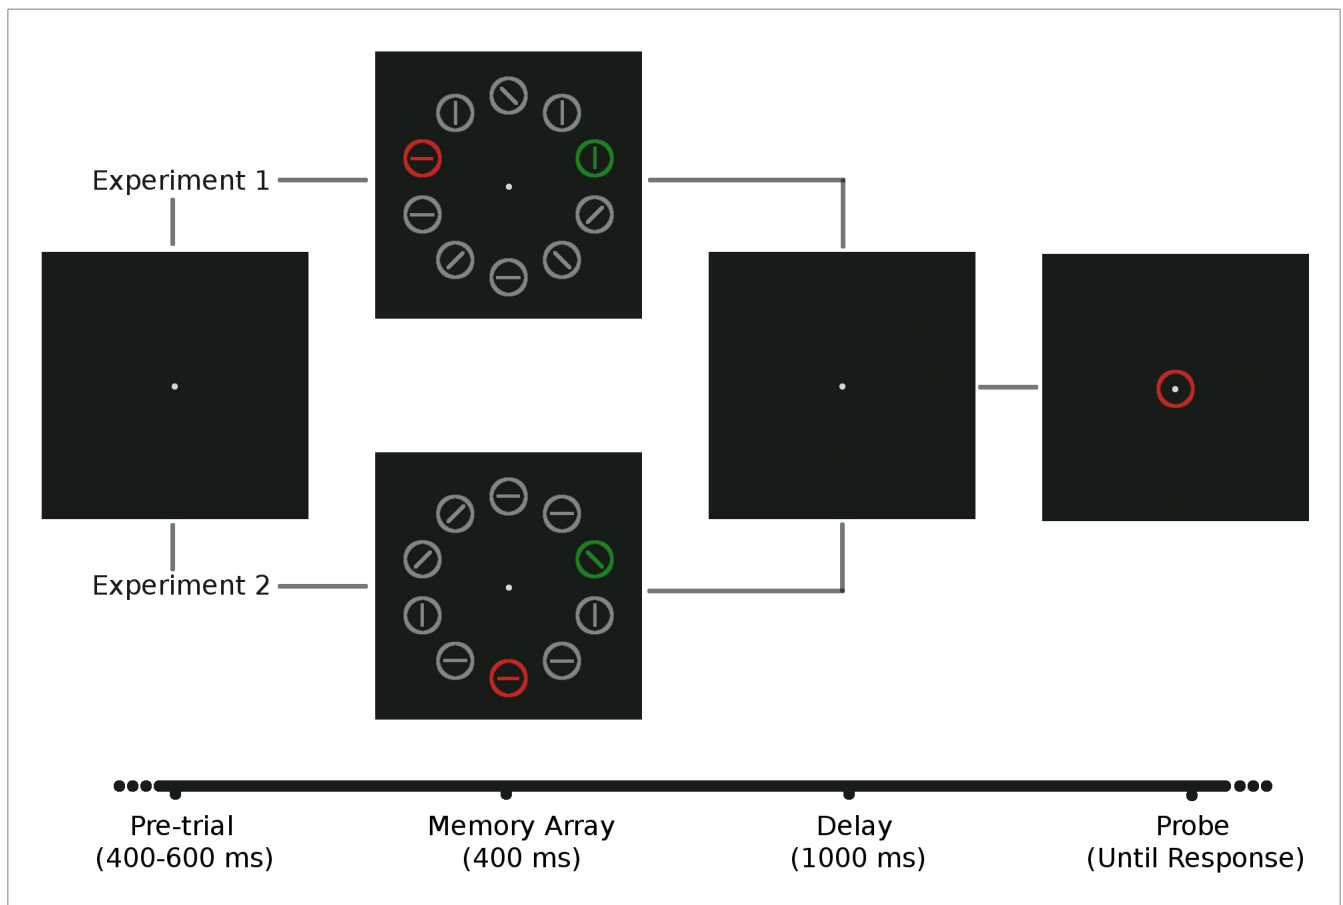 Experiment 1
Experiment 2
Pre-trial
(400-600 ms)
Memory Array
(400 ms)
Delay
(1000 ms)
Probe
(Until Response)